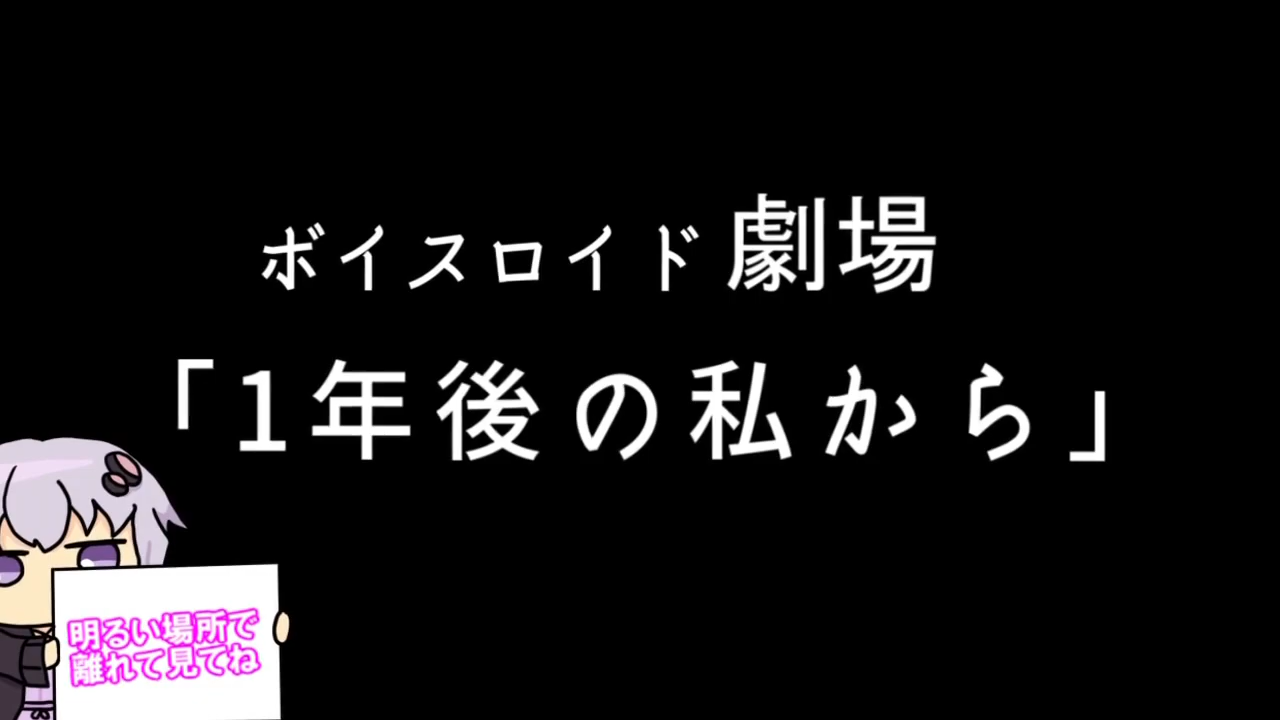 ボイスロイド劇場
「1年後の私から」
明るい場所で
離れて見てね